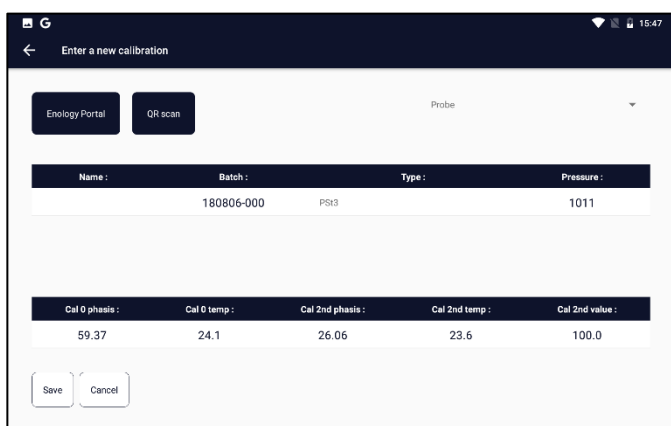 G 15:47
Enter a new calibration
Enology Portal QR scan Probe
Name : Batch : Type : Pressure :
180806-000 PSt3 1011
Cal 0 phasis : Cal 0 temp : Cal 2nd phasis : Cal 2nd temp : Cal 2nd value :
59.37 24.1 26.06 23.6 100.0
Save Cancel